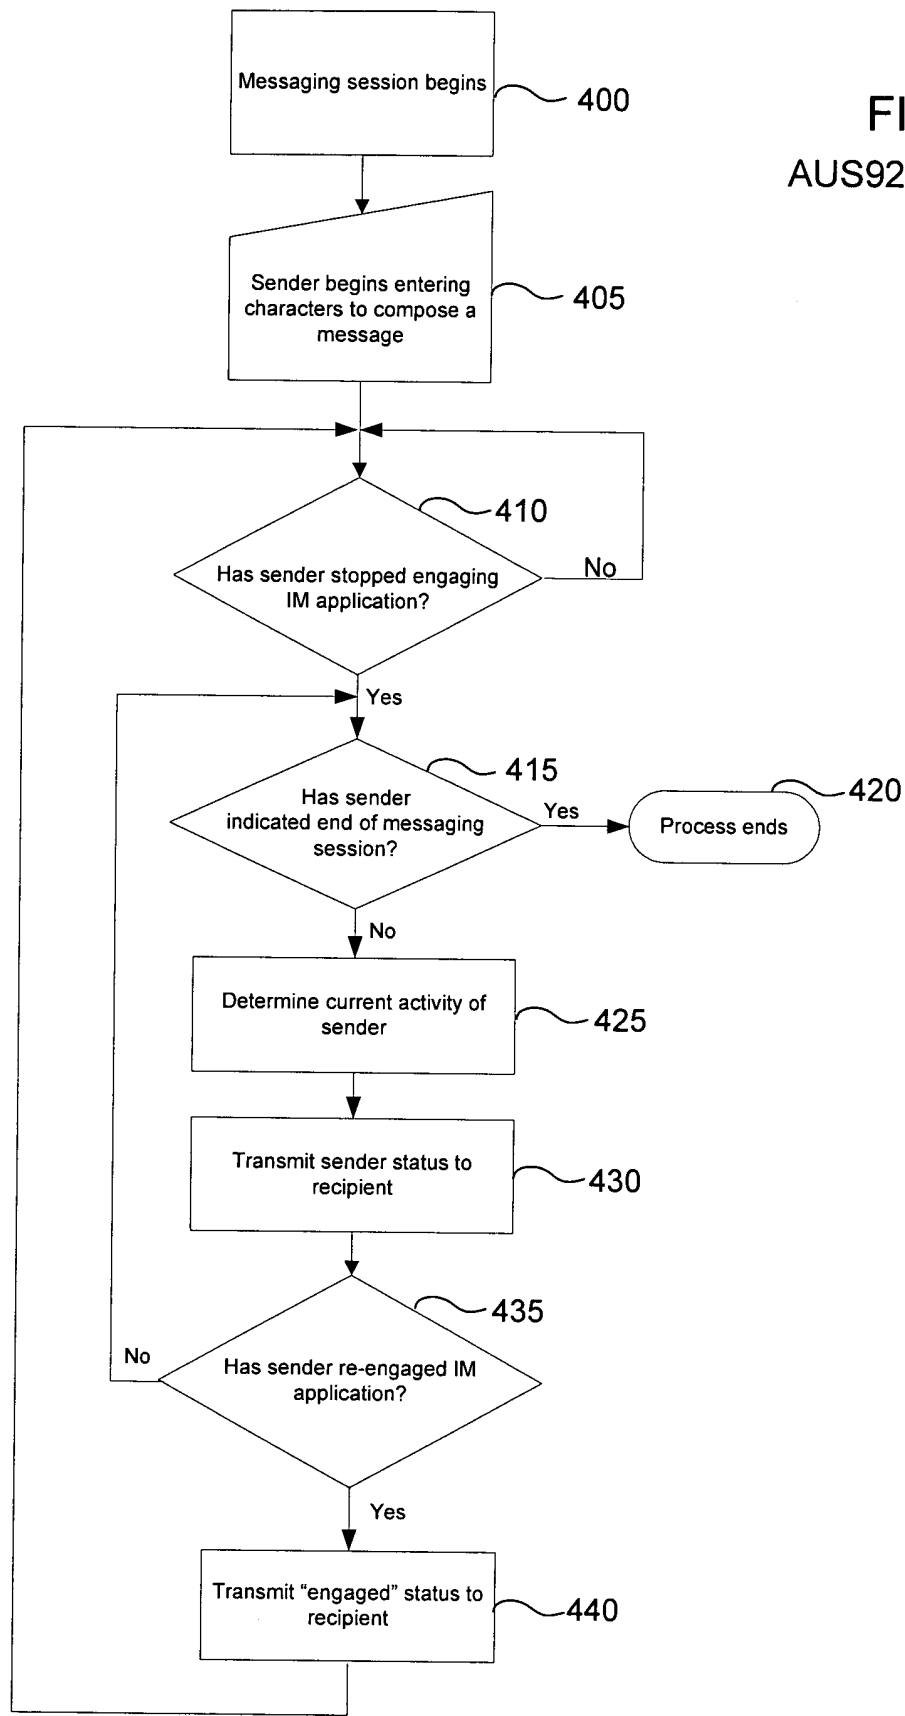 Messaging session begins
400
FI
AUS92
Sender begins entering
characters to compose a
message
405
410
Has sender stopped engaging
IM application?
No
Yes
415
Has sender
indicated end of messaging
session?
Yes
420
Process ends
No
Determine current activity of
sender
425
Transmit sender status to
recipient
430
435
No
Has sender re-engaged IM
application?
Yes
Transmit “engaged” status to
recipient
440